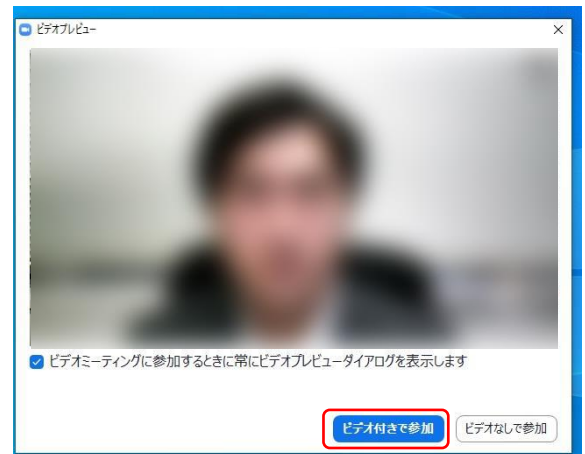 ビデオプレビュー
ビデオミーティングに参加するときに常にビデオプレビューダイアログを表示します
ビデオ付きで参加
ビデオなしで参加